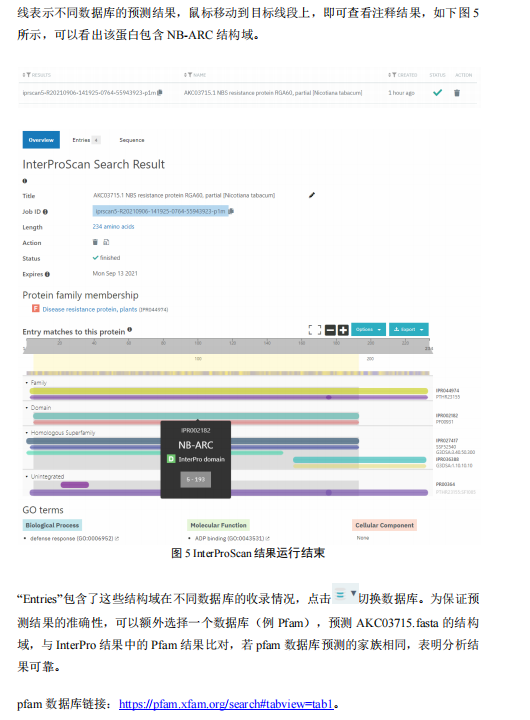 线表示不同数据库的预测结果，鼠标移动到目标线段上，即可查看注释结果，如下图 5
所示，可以看出该蛋白包含 NB-ARC 结构域。
RESULTS NAME CREATED STATUS ACTION
iprscan5-R20210906-141925-0764-55943923-p1m AKC03715.1 NBS resistance protein RGA60, partial [Nicotiana tabacum] 1 hour ago
Overview Entries 4 Sequence
InterProScan Search Result
Title AKC03715.1 NBS resistance protein RGA60, partial [Nicotiana tabacum]
Job ID iprscan5-R20210906-141925-0764-55943923-p1m
Length 234 amino acids
Action
Status finished
Expires Mon Sep 13 2021
Protein family membership
F Disease resistance protein, plants (IPR044974)
Entry matches to this protein Options Export
20 40 60 80 100 120 140 160 180 200 220 234
100 200
Family IPR044974
PTHR23155
Domain IPR002182
PF00931
Homologous Superfamily IPR027417
SSF52540
G3DSA:3.40.50.300
IPR036388
G3DSA:1.10.10.10
Unintegrated PR00364
IPR002182
NB-ARC
D InterPro domain
5 - 193
GO terms
Biological Process Molecular Function Cellular Component
defense response (GO:0006952) ADP binding (GO:0043531) None
图 5 InterProScan 结果运行结束
“Entries”包含了这些结构域在不同数据库的收录情况，点击 切换数据库。为保证预
测结果的准确性，可以额外选择一个数据库（例 Pfam），预测 AKC03715.fasta 的结构
域，与 InterPro 结果中的 Pfam 结果比对，若 pfam 数据库预测的家族相同，表明分析结
果可靠。
pfam 数据库链接：https://pfam.xfam.org/search#tabview=tab1。